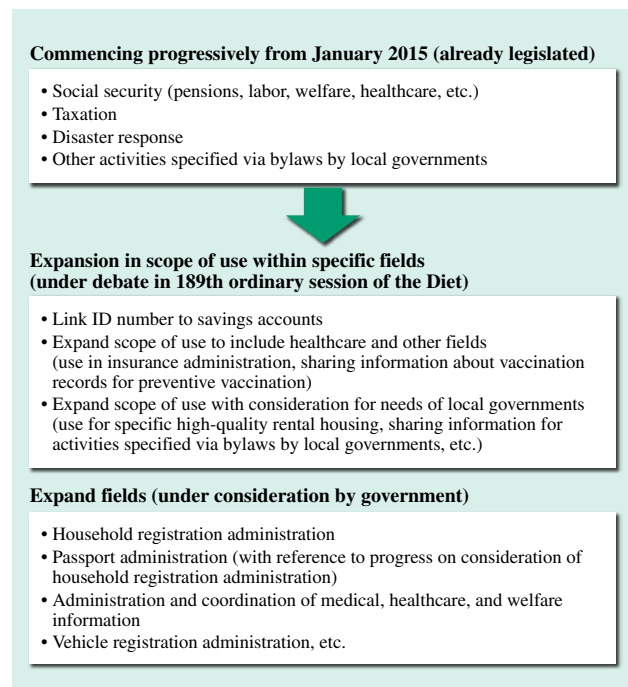 Commencing progressively from January 2015 (already legislated)
• Social security (pensions, labor, welfare, healthcare, etc.)
• Taxation
• Disaster response
• Other activities specified via bylaws by local governments
Expansion in scope of use within specific fields
(under debate in 189th ordinary session of the Diet)
• Link ID number to savings accounts
• Expand scope of use to include healthcare and other fields
(use in insurance administration, sharing information about vaccination
records for preventive vaccination)
• Expand scope of use with consideration for needs of local governments
(use for specific high-quality rental housing, sharing information for
activities specified via bylaws by local governments, etc.)
Expand fields (under consideration by government)
• Household registration administration
• Passport administration (with reference to progress on consideration of
household registration administration)
• Administration and coordination of medical, healthcare, and welfare
information
• Vehicle registration administration, etc.